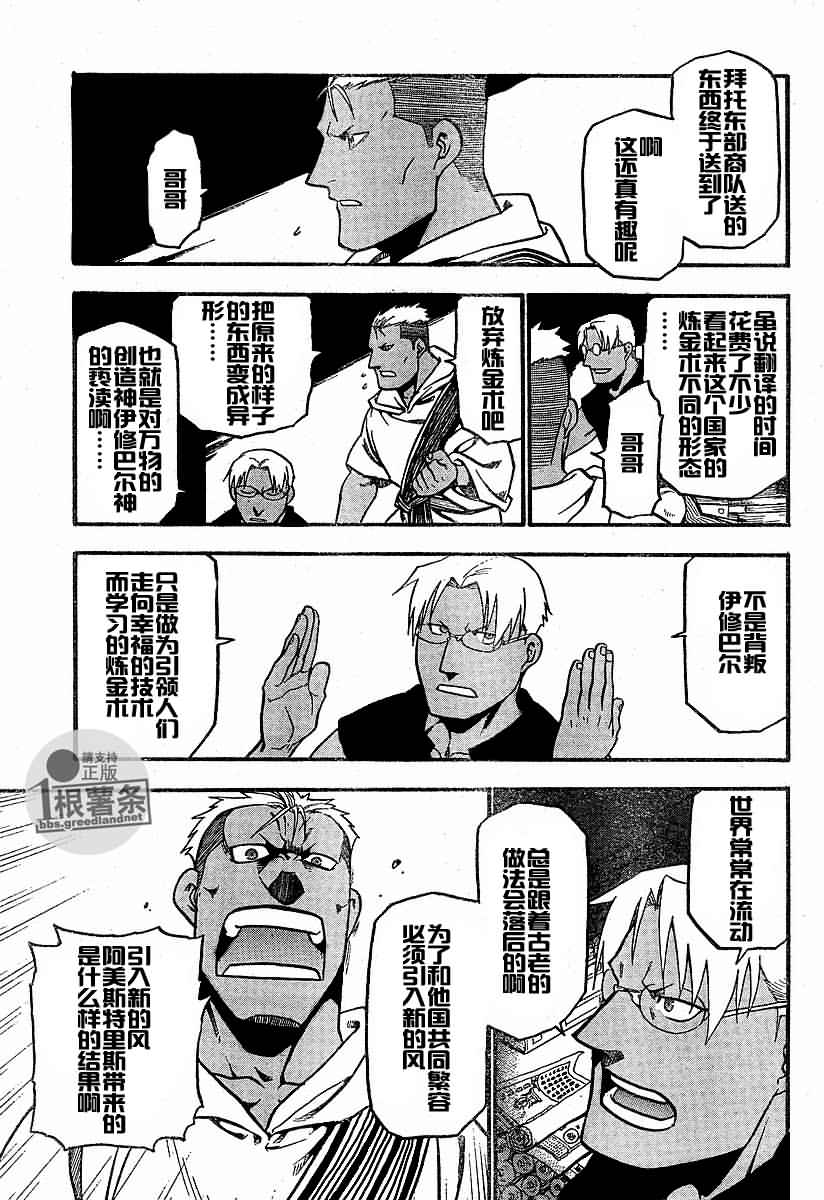 拜托东部商队送的
东西终于送到了
啊
这还真有趣呢
哥哥
虽说翻译的时间
花费了不少
看起来这个国家的
炼金术不同的形态
哥哥
放弃炼金术吧
把原来的样子
的东西变成异
形……
也就是对万物的
创造神伊修巴尔神
的亵渎啊……
不是背叛
伊修巴尔
只是做为引领人们
走向幸福的技术
而学习的炼金术
世界常常在流动
总是跟着古老的
做法会落后的啊
为了和他国共同繁容
必须引入新的风
引入新的风
阿美斯特里斯带来的
是什么样的结果啊
請支持
正版
1根薯条
bbs.greedland.net